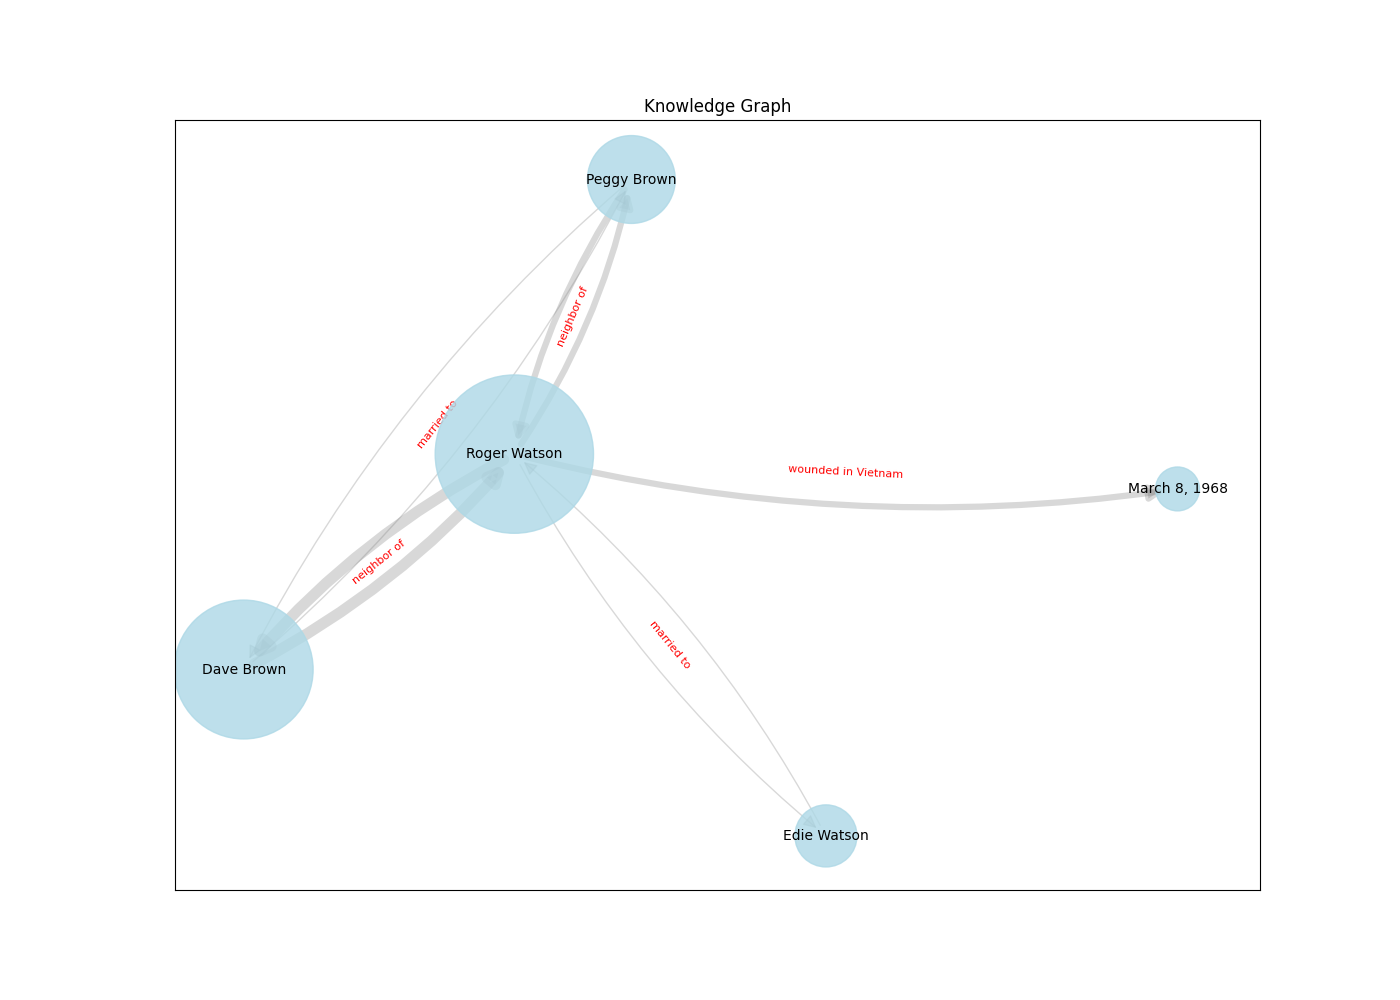 Knowledge Graph
Peggy Brown
neighbor of
married to
Roger Watson
wounded in Vietnam
March 8, 1968
neighbor of
married to
Dave Brown
Edie Watson